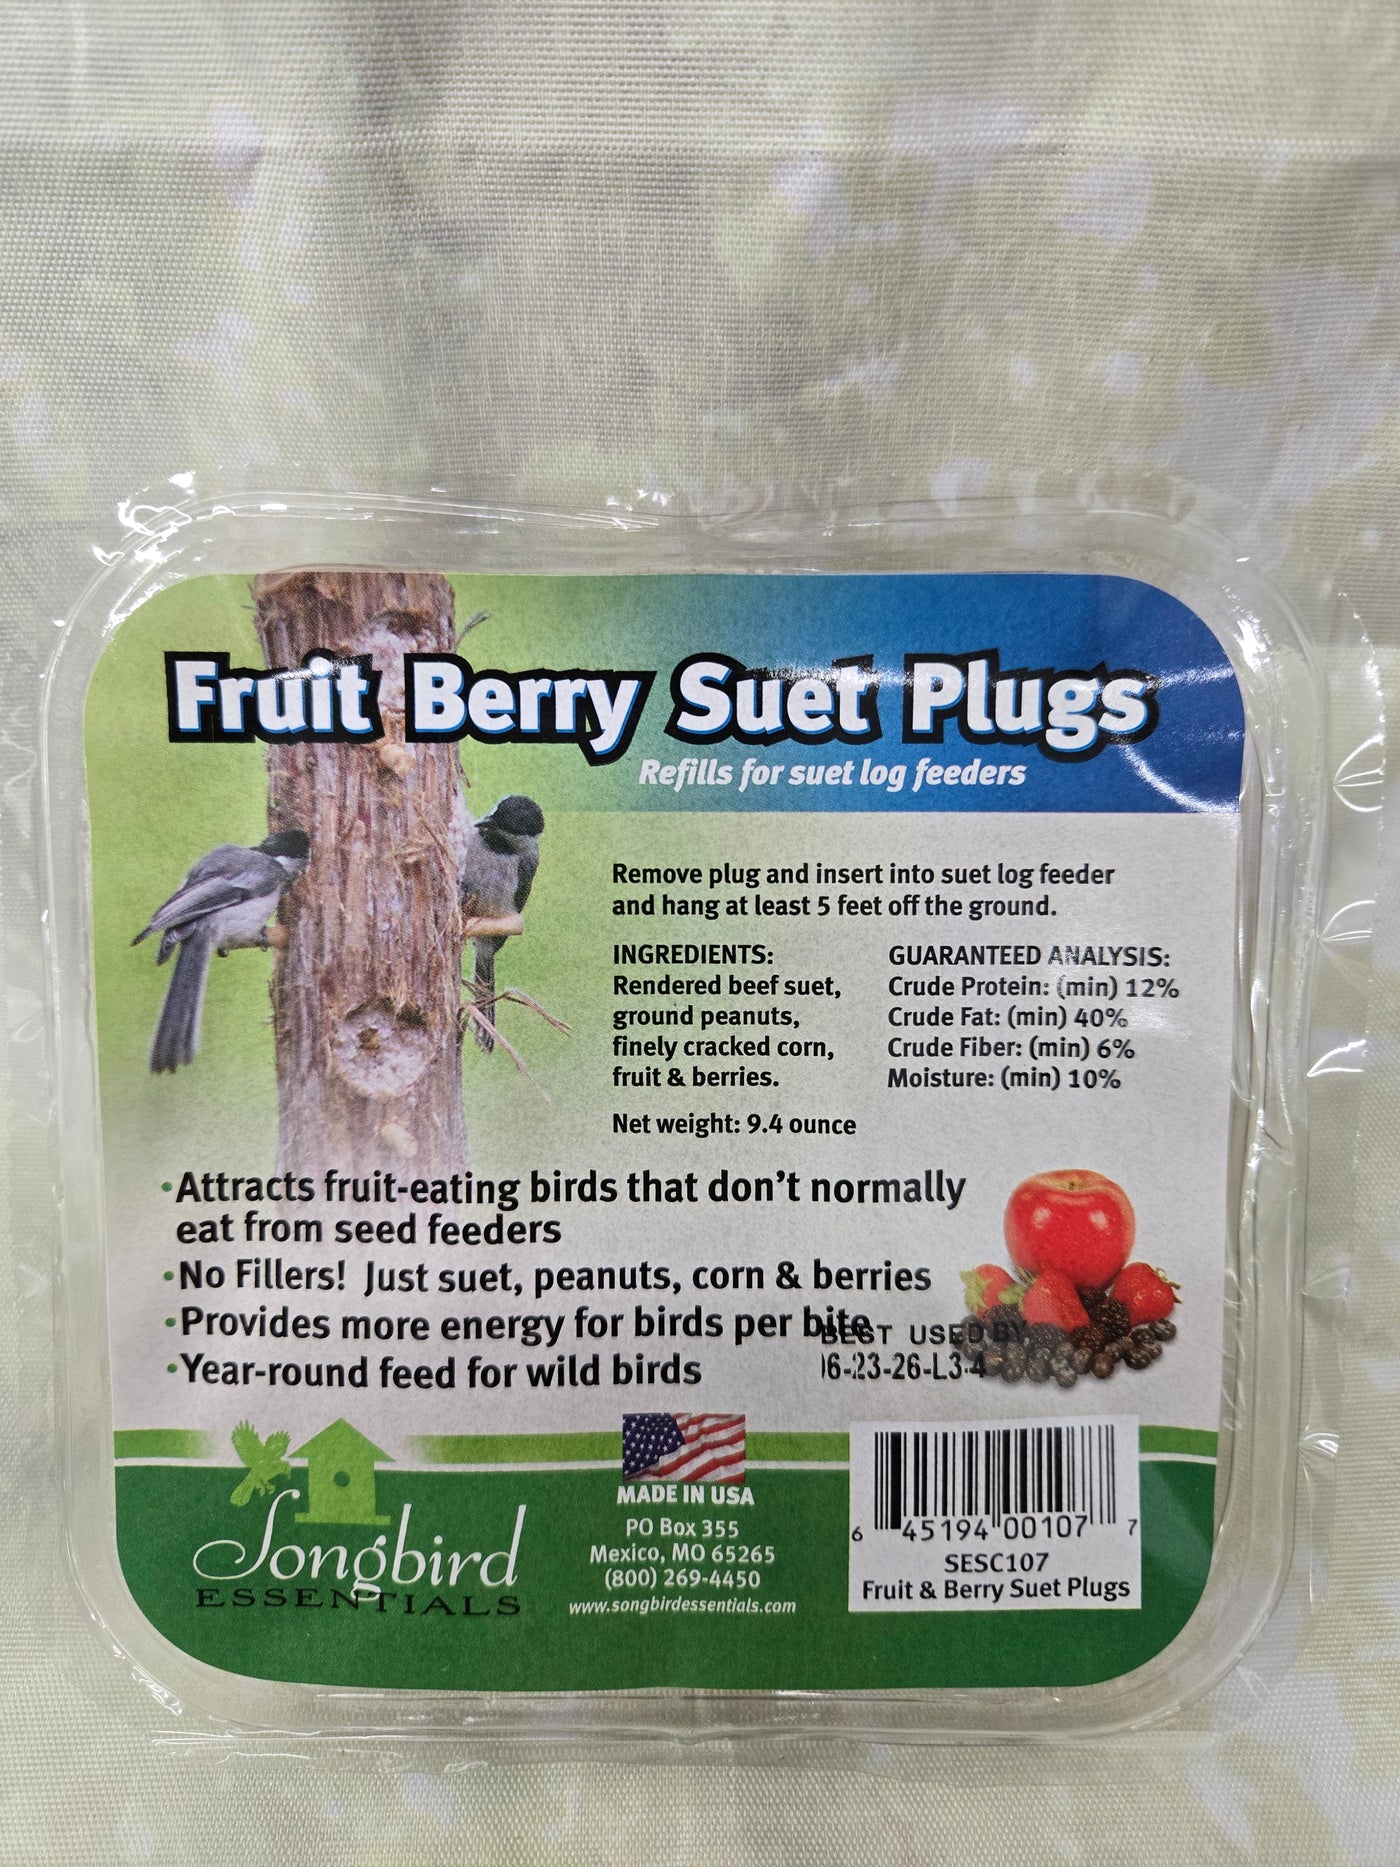 Fruit Berry Suet Plugs
Refills for suet log feeders
Remove plug and insert into suet log feeder
and hang at least 5 feet off the ground.
INGREDIENTS:
Rendered beef suet,
ground peanuts,
finely cracked corn,
fruit & berries.
Net weight: 9.4 ounce
GUARANTEED ANALYSIS:
Crude Protein: (min) 12%
Crude Fat: (min) 40%
Crude Fiber: (min) 6%
Moisture: (min) 10%
•Attracts fruit-eating birds that don't normally
eat from seed feeders
•No Fillers! Just suet, peanuts, corn & berries
•Provides more energy for birds per bite
•Year-round feed for wild birds
BEST USED BY
6-23-26-L3-4
Songbird
ESSENTIALS
MADE IN USA
PO Box 355
Mexico, MO 65265
(800) 269-4450
www.songbirdessentials.com
6 45194 00107 7
SESC107
Fruit & Berry Suet Plugs